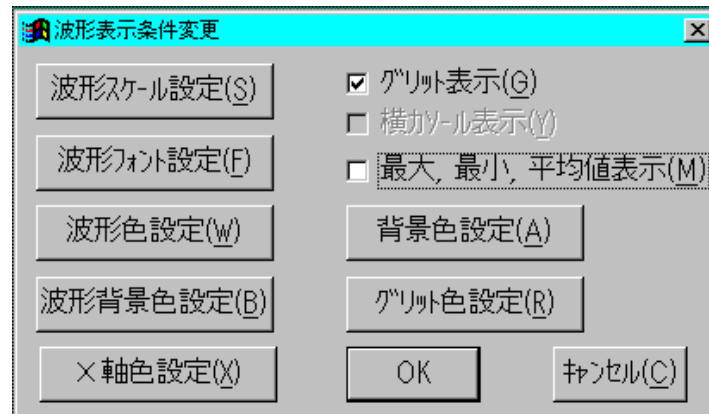 波形表示条件変更
波形ｽｹｰﾙ設定(S)
ｸﾞﾘｯﾄ表示(G)
横ｶｿｰﾙ表示(Y)
波形ﾌｫﾝﾄ設定(F)
最大, 最小, 平均値表示(M)
波形色設定(W)
背景色設定(A)
波形背景色設定(B)
ｸﾞﾘｯﾄ色設定(R)
×軸色設定(X)
OK
ｷｬﾝｾﾙ(C)